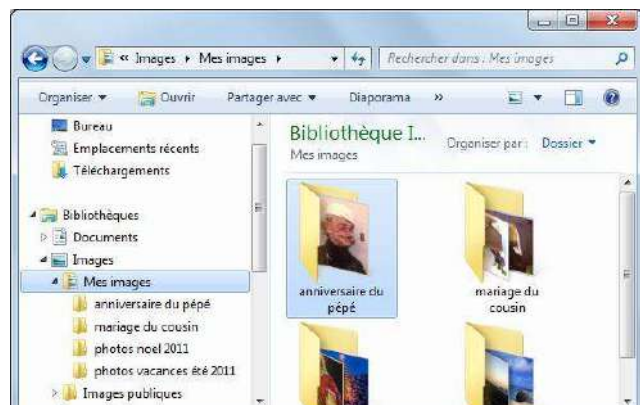 « Images ▸ Mes images ▸
Rechercher dans : Mes images
Organiser ▼ Ouvrir Partager avec ▼ Diaporama »
Bureau
Emplacements récents
Téléchargements
Bibliothèques
Documents
Images
Mes images
anniversaire du pépé
mariage du cousin
photos noel 2011
photos vacances été 2011
Images publiques
Bibliothèque I...
Mes images
Organiser par : Dossier ▼
anniversaire du
pépé
mariage du
cousin